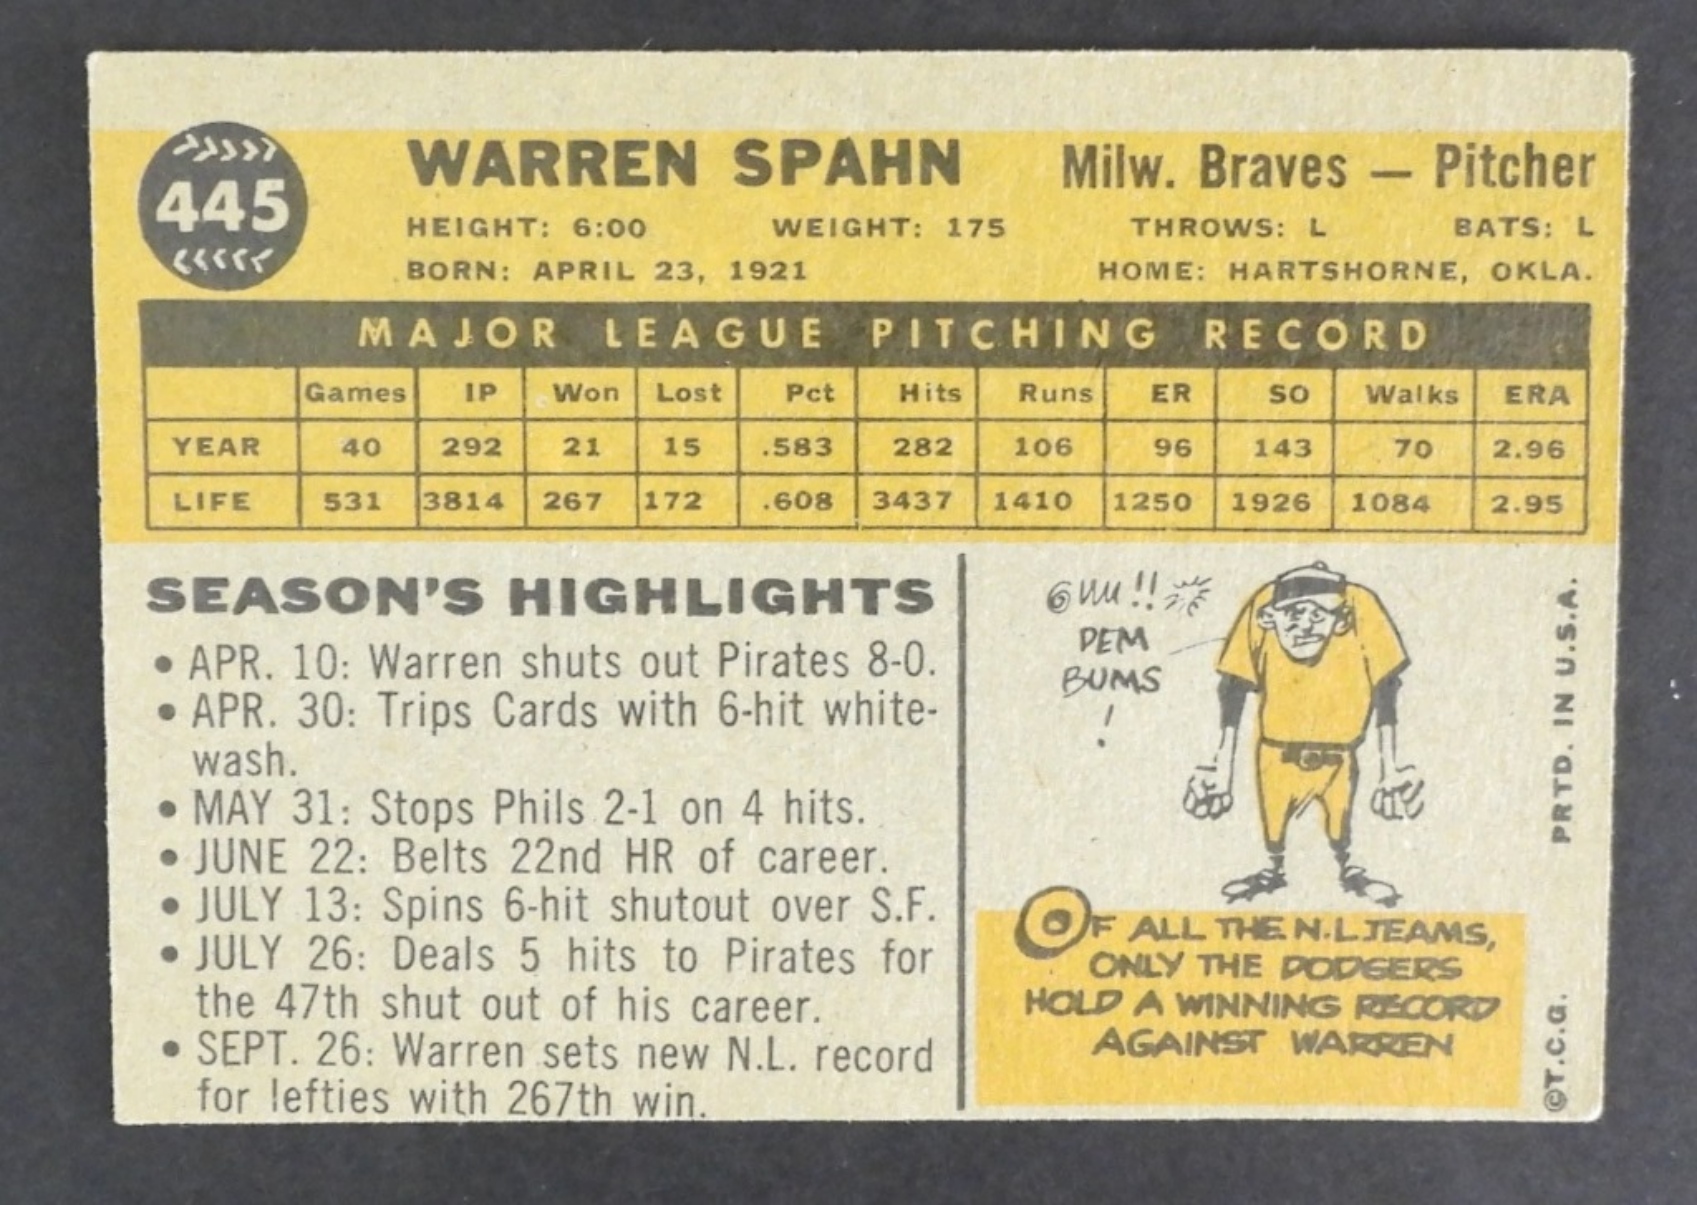 445
WARREN SPAHN
Milw. Braves — Pitcher
HEIGHT: 6:00 WEIGHT: 175 THROWS: L BATS: L
BORN: APRIL 23, 1921 HOME: HARTSHORNE, OKLA.
MAJOR LEAGUE PITCHING RECORD
Games IP Won Lost Pct Hits Runs ER SO Walks ERA
YEAR 40 292 21 15 .583 282 106 96 143 70 2.96
LIFE 531 3814 267 172 .608 3437 1410 1250 1926 1084 2.95
SEASON'S HIGHLIGHTS
• APR. 10: Warren shuts out Pirates 8-0.
• APR. 30: Trips Cards with 6-hit white-
wash.
• MAY 31: Stops Phils 2-1 on 4 hits.
• JUNE 22: Belts 22nd HR of career.
• JULY 13: Spins 6-hit shutout over S.F.
• JULY 26: Deals 5 hits to Pirates for
the 47th shut out of his career.
• SEPT. 26: Warren sets new N.L. record
for lefties with 267th win.
DEM
BUMS
!
OF ALL THE N.L. TEAMS,
ONLY THE DODGERS
HOLD A WINNING RECORD
AGAINST WARREN
©T.C.G. PRTD. IN U.S.A.